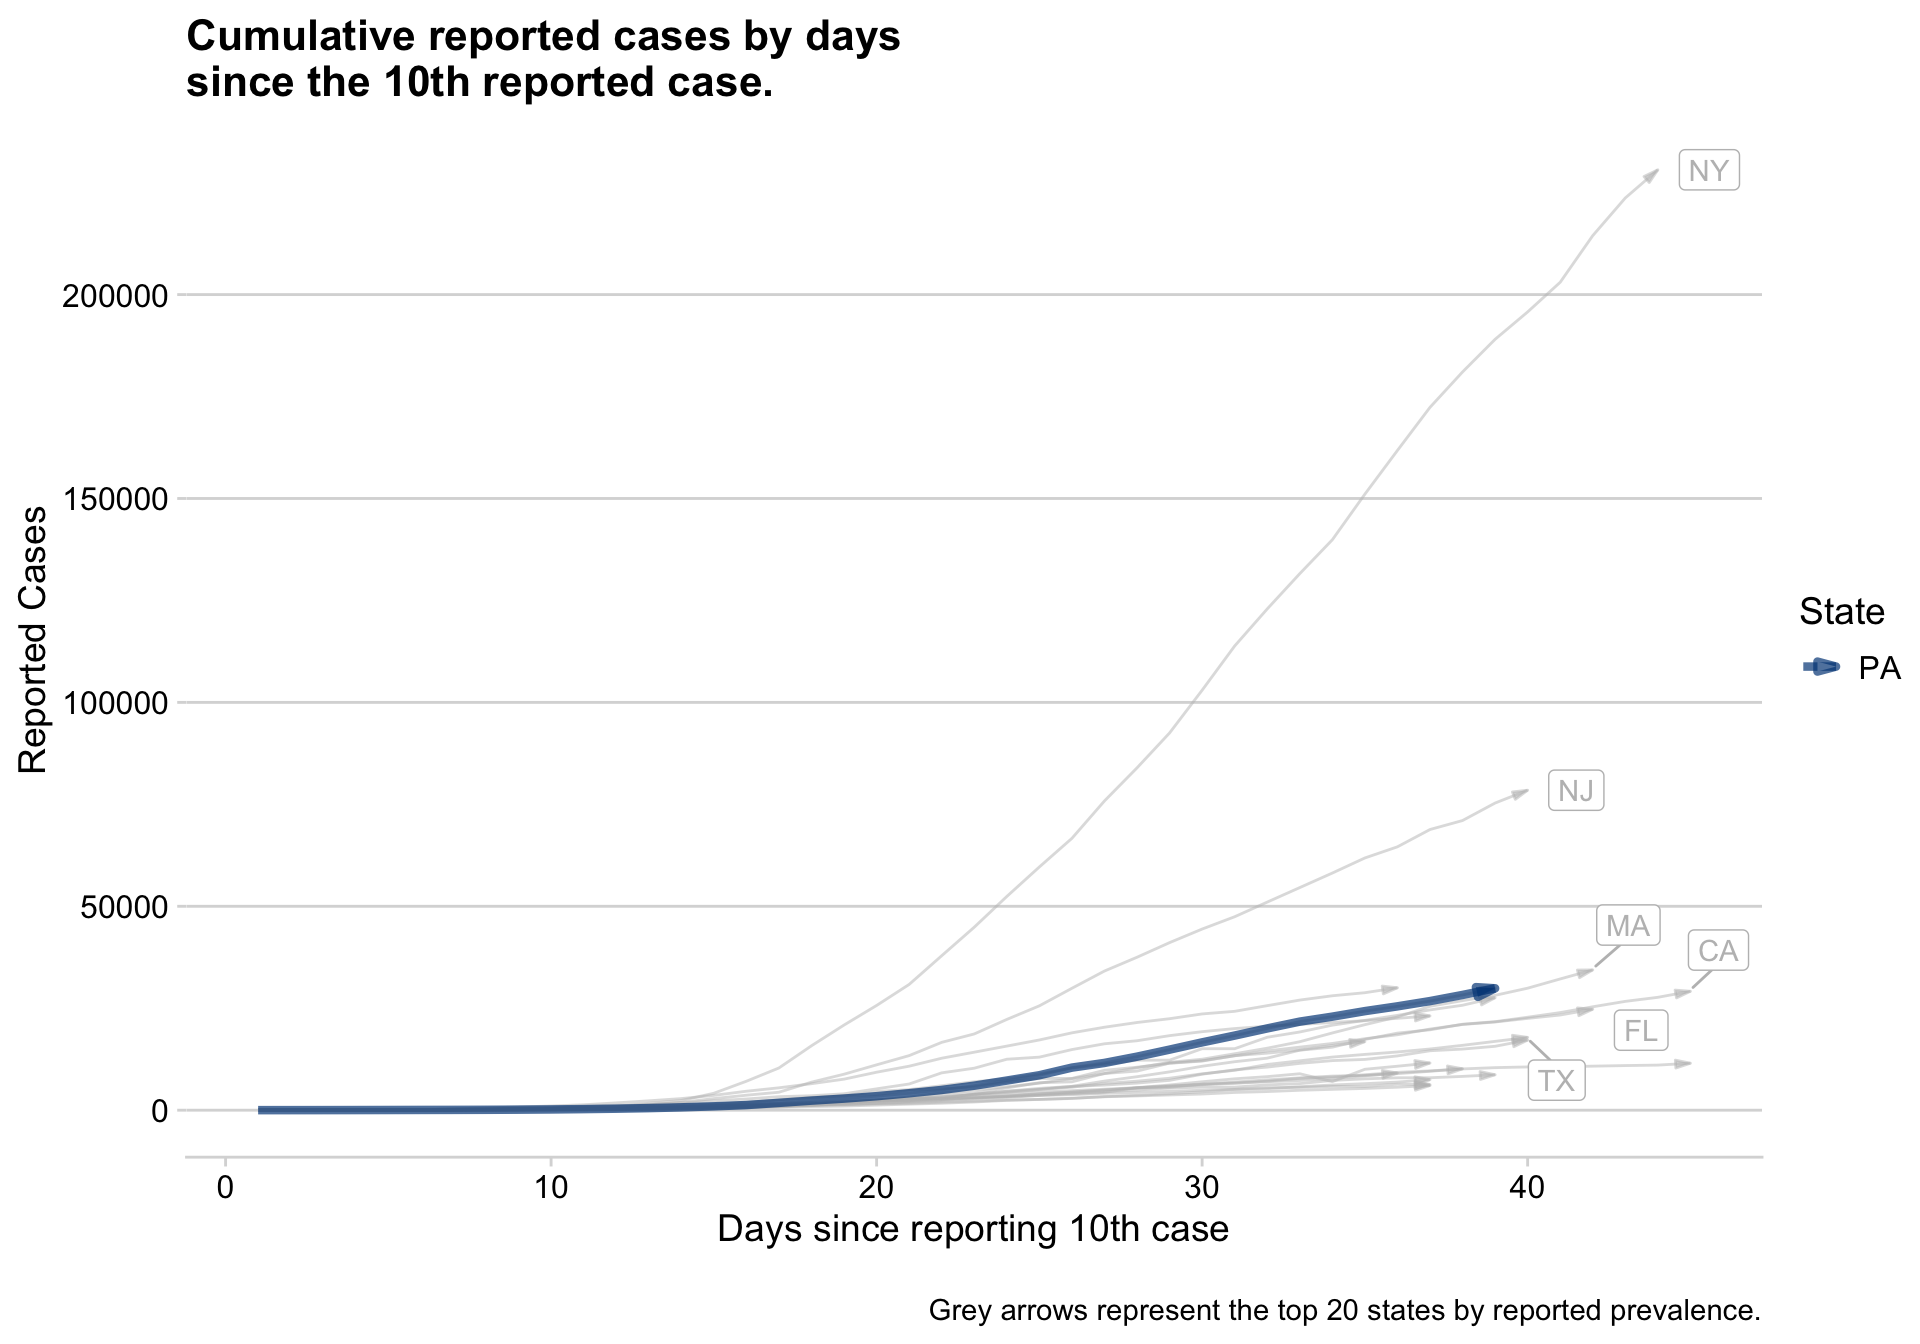 Cumulative reported cases by days
since the 10th reported case.
NY
200000
150000
Reported Cases
State
PA
100000
NJ
50000
MA
CA
FL
TX
0
0 10 20 30 40
Days since reporting 10th case
Grey arrows represent the top 20 states by reported prevalence.